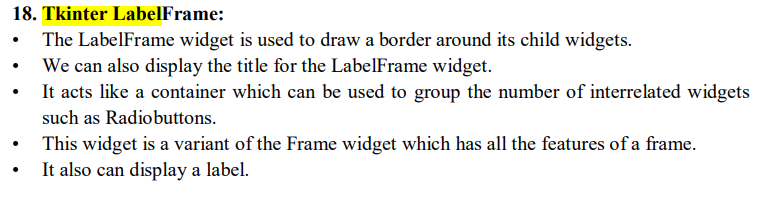 18. Tkinter LabelFrame:
• The LabelFrame widget is used to draw a border around its child widgets.
• We can also display the title for the LabelFrame widget.
• It acts like a container which can be used to group the number of interrelated widgets
such as Radiobuttons.
• This widget is a variant of the Frame widget which has all the features of a frame.
• It also can display a label.